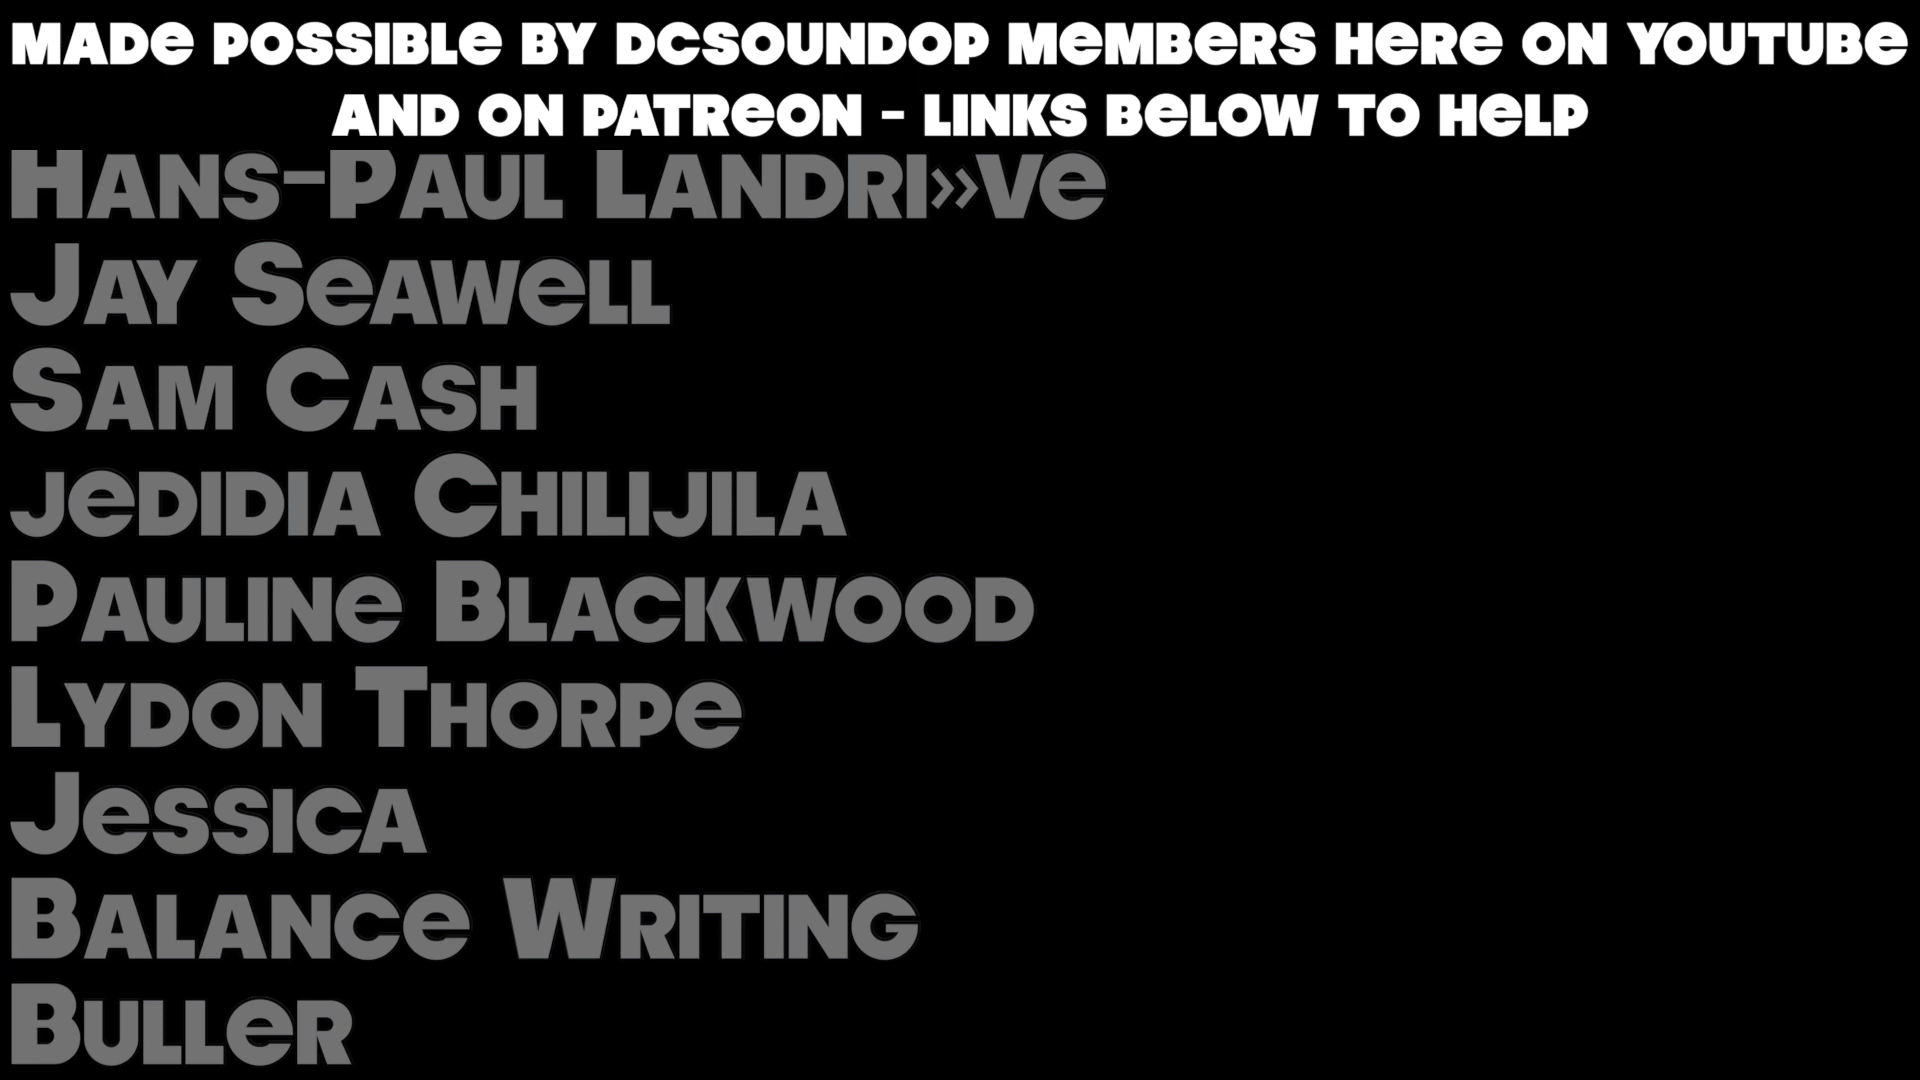 MADE POSSIBLE BY DCSOUNDOP MEMBERS HERE ON YOUTUBE
AND ON PATREON - LINKS BELOW TO HELP
Hans-Paul Landri»ve
Jay Seawell
Sam Cash
jedidia Chilijila
Pauline Blackwood
Lydon Thorpe
Jessica
Balance Writing
Buller